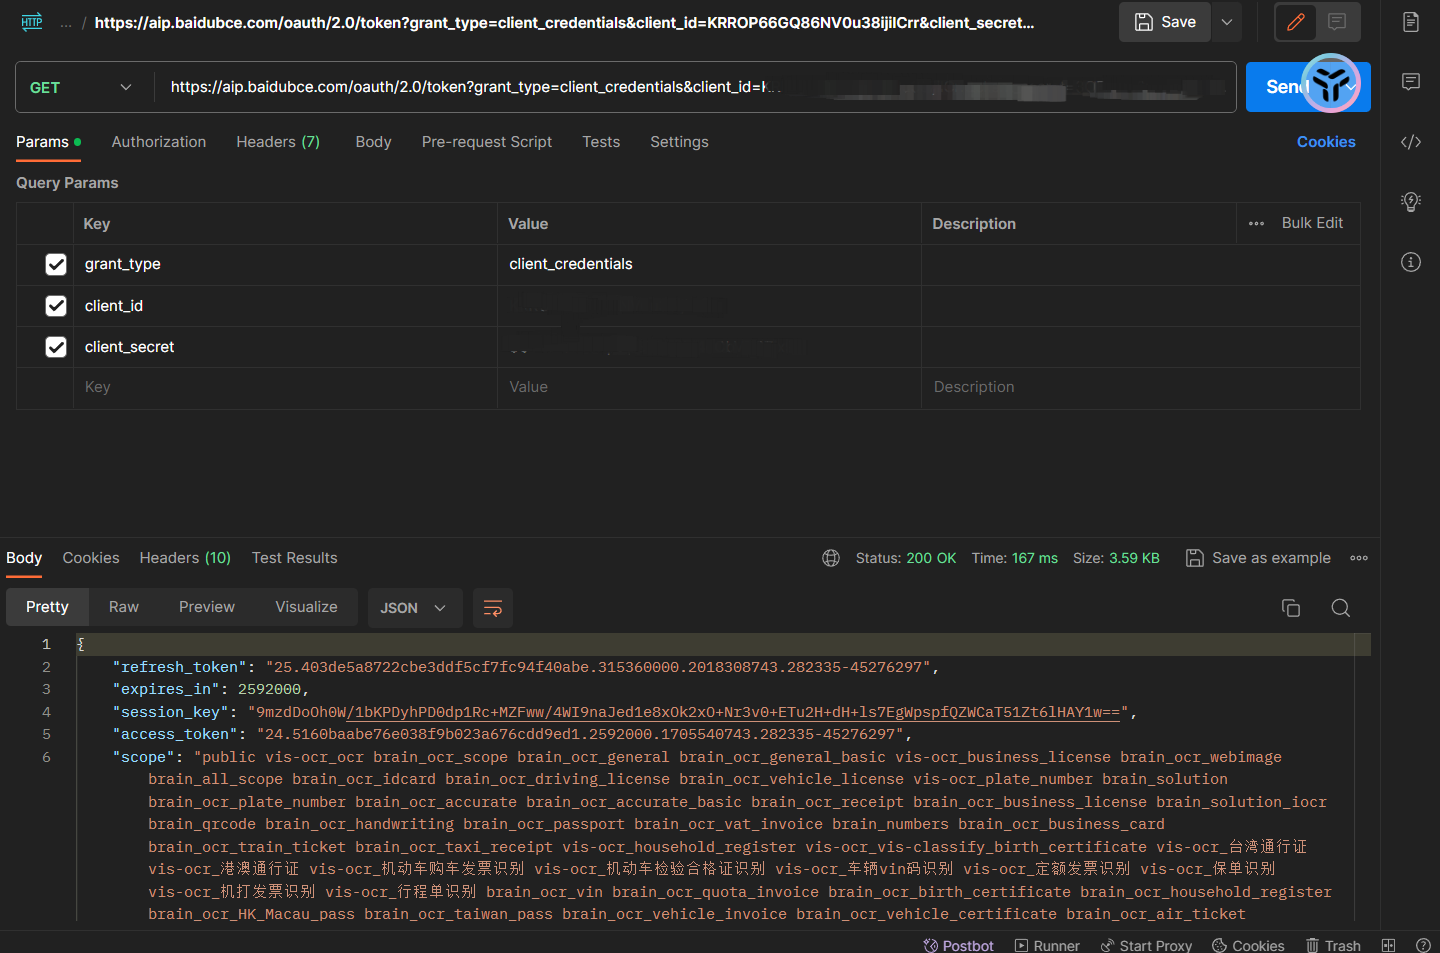 HTTP
... / https://aip.baidubce.com/oauth/2.0/token?grant_type=client_credentials&client_id=KRROP66GQ86NV0u38ijilCrr&client_secret...
Save
GET
https://aip.baidubce.com/oauth/2.0/token?grant_type=client_credentials&client_id=K
Send
Params
Authorization
Headers (7)
Body
Pre-request Script
Tests
Settings
Cookies
Query Params
Key Value Description ••• Bulk Edit
grant_type client_credentials
client_id
client_secret
Key Value Description
Body Cookies Headers (10) Test Results
Status: 200 OK Time: 167 ms Size: 3.59 KB Save as example
Pretty Raw Preview Visualize JSON
1 {
2 "refresh_token": "25.403de5a8722cbe3ddf5cf7fc94f40abe.315360000.2018308743.282335-45276297",
3 "expires_in": 2592000,
4 "session_key": "9mzdDoOh0W/1bKPDyhPD0dp1Rc+MZFww/4WI9naJed1e8xOk2xO+Nr3v0+ETu2H+dH+ls7EgWpspfQZWCaT51Zt6lHAY1w==",
5 "access_token": "24.5160baabe76e038f9b023a676cdd9ed1.2592000.1705540743.282335-45276297",
6 "scope": "public vis-ocr_ocr brain_ocr_scope brain_ocr_general brain_ocr_general_basic vis-ocr_business_license brain_ocr_webimage
brain_all_scope brain_ocr_idcard brain_ocr_driving_license brain_ocr_vehicle_license vis-ocr_plate_number brain_solution
brain_ocr_plate_number brain_ocr_accurate brain_ocr_accurate_basic brain_ocr_receipt brain_ocr_business_license brain_solution_iocr
brain_qrcode brain_ocr_handwriting brain_ocr_passport brain_ocr_vat_invoice brain_numbers brain_ocr_business_card
brain_ocr_train_ticket brain_ocr_taxi_receipt vis-ocr_household_register vis-ocr_vis-classify_birth_certificate vis-ocr_台湾通行证
vis-ocr_港澳通行证 vis-ocr_机动车购车发票识别 vis-ocr_机动车检验合格证识别 vis-ocr_车辆vin码识别 vis-ocr_定额发票识别 vis-ocr_保单识别
vis-ocr_机打发票识别 vis-ocr_行程单识别 brain_ocr_vin brain_ocr_quota_invoice brain_ocr_birth_certificate brain_ocr_household_register
brain_ocr_HK_Macau_pass brain_ocr_taiwan_pass brain_ocr_vehicle_invoice brain_ocr_vehicle_certificate brain_ocr_air_ticket
Postbot Runner Start Proxy Cookies Trash